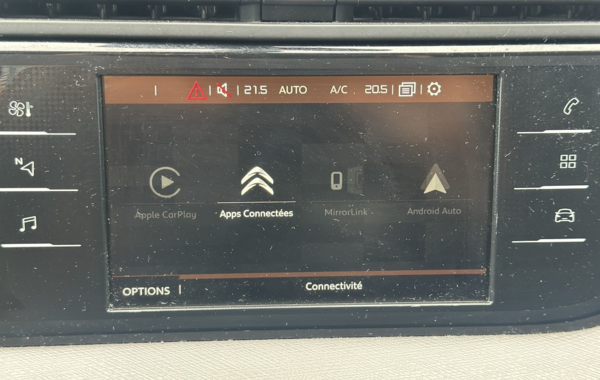 21.5 AUTO A/C 20.5
N
Apple CarPlay Apps Connectées MirrorLink Android Auto
OPTIONS Connectivité